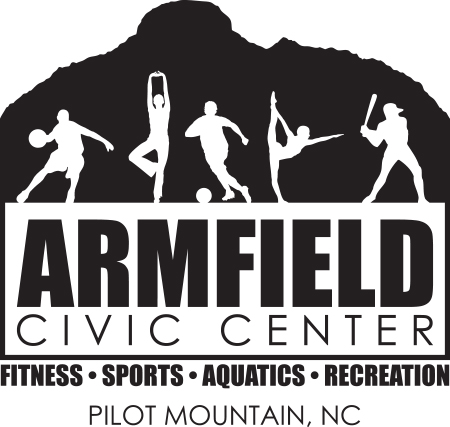 ARMFIELD
CIVIC CENTER
FITNESS • SPORTS • AQUATICS • RECREATION
PILOT MOUNTAIN, NC